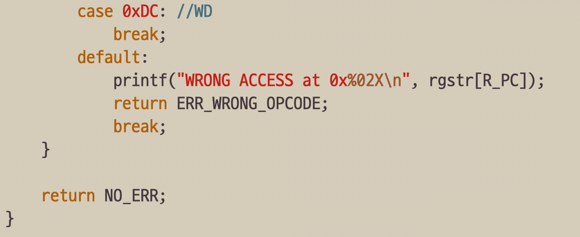 case 0xDC: //WD
break;
default:
printf("WRONG ACCESS at 0x%02X\n", rgstr[R_PC]);
return ERR_WRONG_OPCODE;
break;
}
return NO_ERR;
}